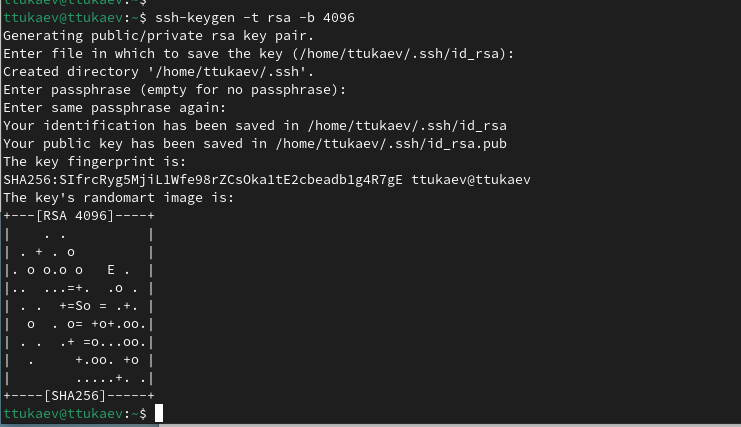 ttukaev@ttukaev:~$
ttukaev@ttukaev:~$ ssh-keygen -t rsa -b 4096
Generating public/private rsa key pair.
Enter file in which to save the key (/home/ttukaev/.ssh/id_rsa):
Created directory '/home/ttukaev/.ssh'.
Enter passphrase (empty for no passphrase):
Enter same passphrase again:
Your identification has been saved in /home/ttukaev/.ssh/id_rsa
Your public key has been saved in /home/ttukaev/.ssh/id_rsa.pub
The key fingerprint is:
SHA256:SIfrcRyg5MjiL1Wfe98rZCsOka1tE2cbeadb1g4R7gE ttukaev@ttukaev
The key's randomart image is:
+---[RSA 4096]----+
|    . .          |
| . + . o         |
|. o o.o o   E .  |
|..  ...=+.  .o . |
| . .  +=So = .+. |
|  o  . o= +o+.oo.|
| . .  .+ =o...oo.|
|  .     +.oo. +o |
|        .....+. .|
+----[SHA256]-----+
ttukaev@ttukaev:~$